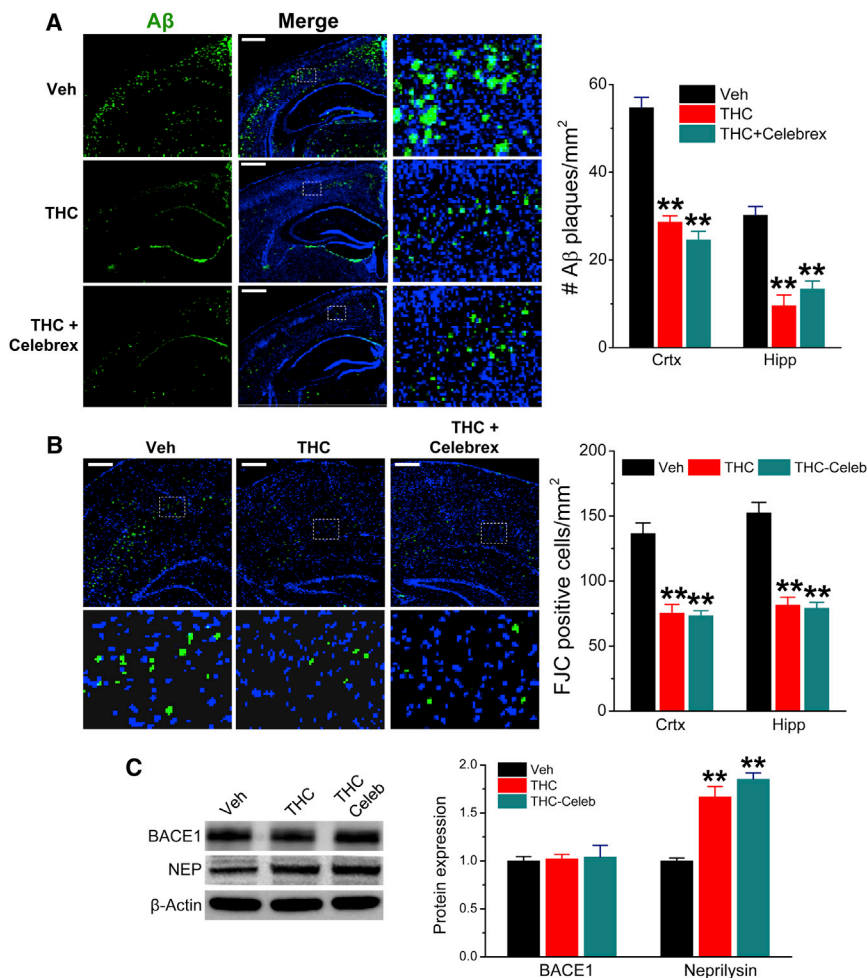 A
Aβ
Merge
Veh
THC
THC +
Celebrex
# Aβ plaques/mm²
60
40
20
0
Veh
THC
THC+Celebrex
**
**
**
**
Crtx
Hipp
B
Veh
THC
THC +
Celebrex
FJC positive cells/mm²
200
150
100
75
50
25
0
Veh
THC
THC-Celeb
**
**
**
**
Crtx
Hipp
C
Veh
THC
THC
Celeb
BACE1
NEP
β-Actin
Protein expression
2.0
1.5
1.0
0.5
0.0
Veh
THC
THC-Celeb
**
**
BACE1
Neprilysin